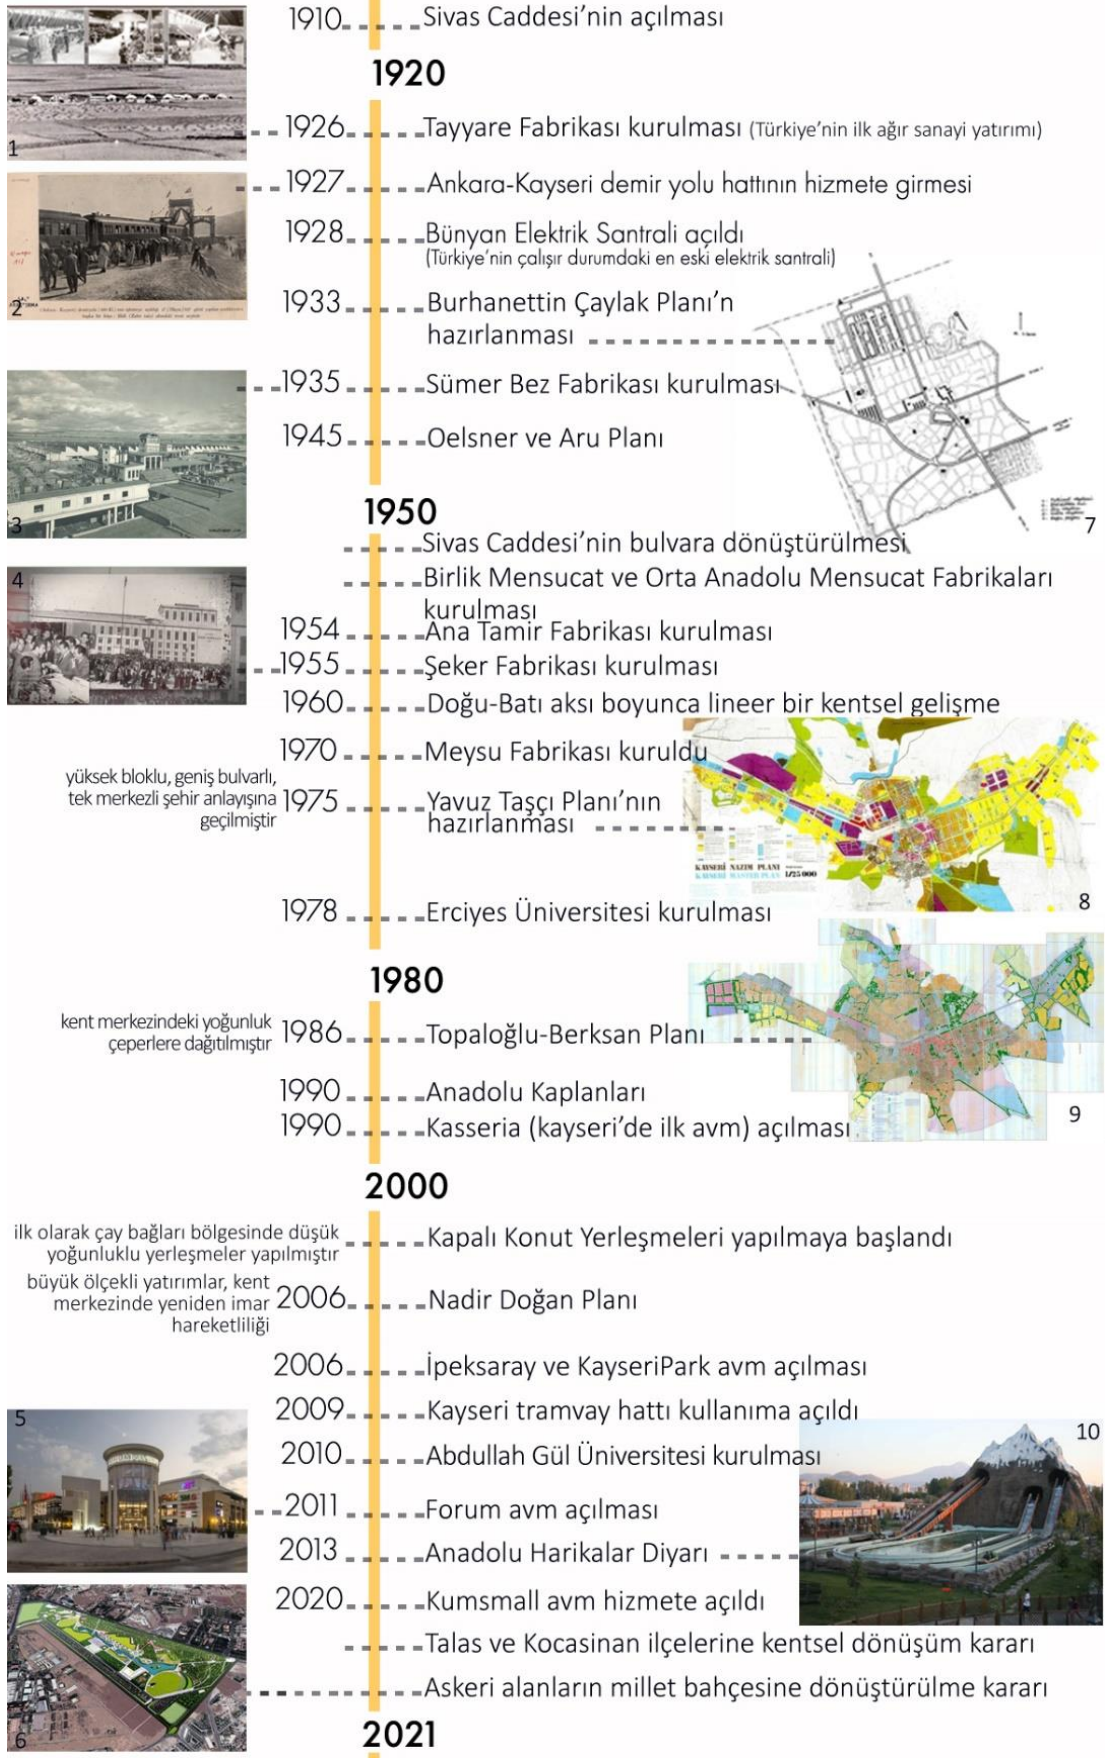 1910 Sivas Caddesi’nin açılması
1920
1
1926 Tayyare Fabrikası kurulması (Türkiye’nin ilk ağır sanayi yatırımı)
1927 Ankara-Kayseri demir yolu hattının hizmete girmesi
1928 Bünyan Elektrik Santrali açıldı
(Türkiye’nin çalışır durumdaki en eski elektrik santrali)
2
1933 Burhanettin Çaylak Planı’n
hazırlanması
1935 Sümer Bez Fabrikası kurulması
1945 Oelsner ve Aru Planı
3
7
1950
Sivas Caddesi’nin bulvara dönüştürülmesi
4
Birlik Mensucat ve Orta Anadolu Mensucat Fabrikaları
kurulması
1954 Ana Tamir Fabrikası kurulması
1955 Şeker Fabrikası kurulması
1960 Doğu-Batı aksı boyunca lineer bir kentsel gelişme
1970 Meysu Fabrikası kuruldu
yüksek bloklu, geniş bulvarlı,
tek merkezli şehir anlayışına
geçilmiştir
1975 Yavuz Taşçı Planı’nın
hazırlanması
KAYSERİ NAZIM PLANI
KAYSERİ MASTER PLAN 1/25 000
8
1978 Erciyes Üniversitesi kurulması
1980
kent merkezindeki yoğunluk
çeperlere dağıtılmıştır
1986 Topaloğlu-Berksan Planı
1990 Anadolu Kaplanları
9
1990 Kasseria (kayseri’de ilk avm) açılması
2000
ilk olarak çay bağları bölgesinde düşük
yoğunluklu yerleşmeler yapılmıştır
Kapalı Konut Yerleşmeleri yapılmaya başlandı
büyük ölçekli yatırımlar, kent
merkezinde yeniden imar
hareketliliği
2006 Nadir Doğan Planı
2006 İpeksaray ve KayseriPark avm açılması
2009 Kayseri tramvay hattı kullanıma açıldı
5
10
2010 Abdullah Gül Üniversitesi kurulması
2011 Forum avm açılması
2013 Anadolu Harikalar Diyarı
2020 Kumsmall avm hizmete açıldı
Talas ve Kocasinan ilçelerine kentsel dönüşüm kararı
Askeri alanların millet bahçesine dönüştürülme kararı
6
2021